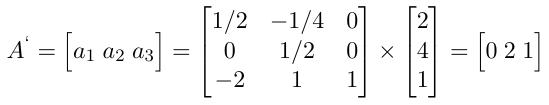 A‘ = [a₁ a₂ a₃] = [1/2 −1/4 0; 0 1/2 0; −2 1 1] × [2; 4; 1] = [0 2 1]